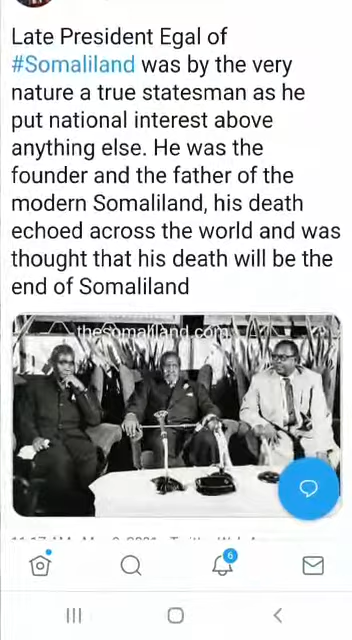 Late President Egal of
#Somaliland was by the very
nature a true statesman as he
put national interest above
anything else. He was the
founder and the father of the
modern Somaliland, his death
echoed across the world and was
thought that his death will be the
end of Somaliland
thesomaliland.com
6